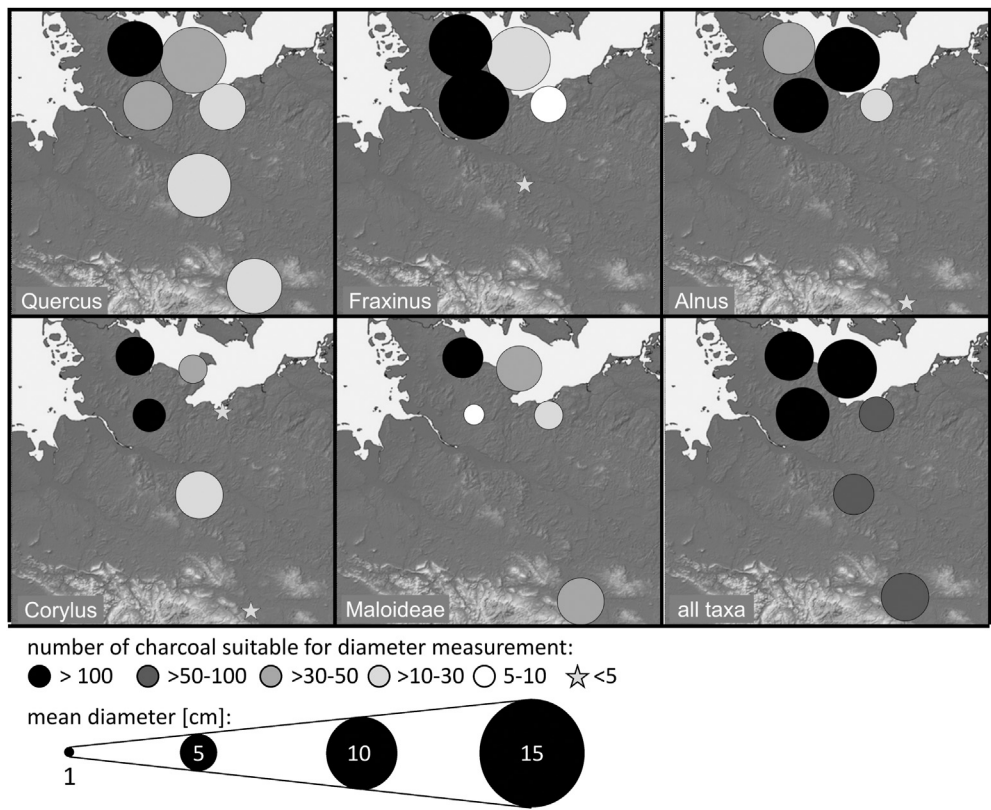 Quercus
Fraxinus
Alnus
Corylus
Maloideae
all taxa
number of charcoal suitable for diameter measurement:
> 100 >50-100 >30-50 >10-30 5-10 <5
mean diameter [cm]:
1 5 10 15